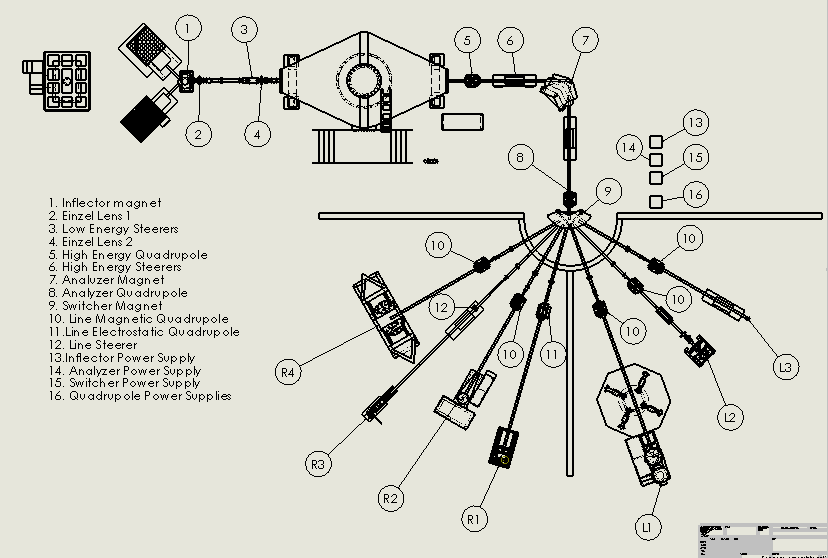 1
3
5
6
7
2
4
13
14
15
8
9
16
1. Inflector magnet
2. Einzel Lens 1
3. Low Energy Steerers
4. Einzel Lens 2
5. High Energy Quadrupole
6. High Energy Steerers
7. Analuzer Magnet
8. Analyzer Quadrupole
9. Switcher Magnet
10. Line Magnetic Quadrupole
11.Line Electrostatic Quadrupole
12. Line Steerer
13.Inflector Power Supply
14. Analyzer Power Supply
15. Switcher Power Supply
16. Quadrupole Power Supplies
10
10
10
12
10
10
11
R4
L3
L2
R3
R2
R1
L1